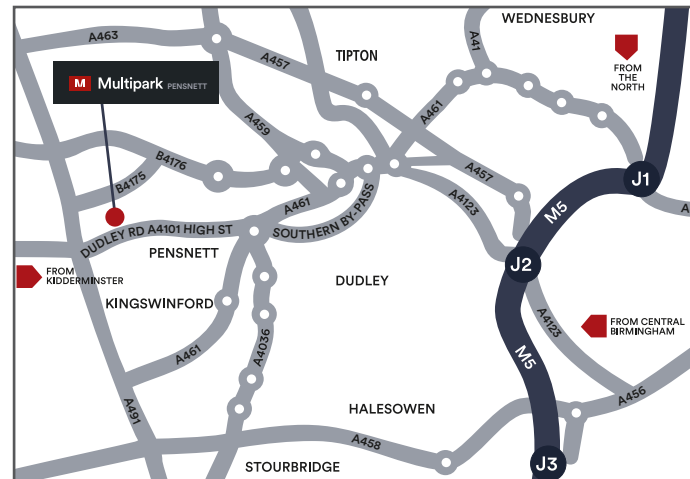 WEDNESBURY
A463
A41
TIPTON
A457
FROM
THE
NORTH
M Multipark PENSNETT
A461
A459
B4176
A457
J1
B4175
A461
A4123
M5
SOUTHERN BY-PASS
DUDLEY RD A4101 HIGH ST
PENSNETT
J2
FROM
KIDDERMINSTER
DUDLEY
KINGSWINFORD
A4123
FROM CENTRAL
BIRMINGHAM
A4036
A461
M5
A491
A456
HALESOWEN
A458
STOURBRIDGE
J3